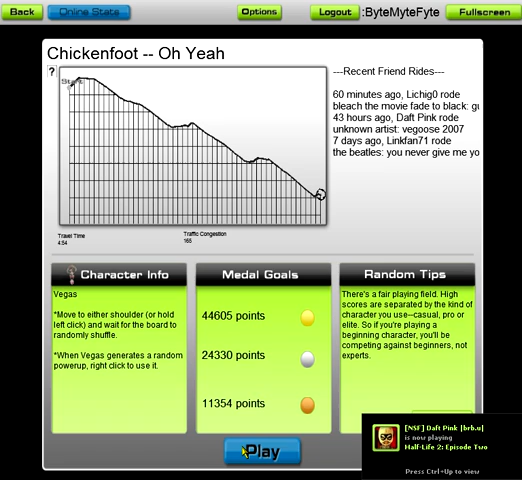 Back
Online Stats
Options
Logout
:ByteMyteFyte
Fullscreen
Chickenfoot -- Oh Yeah
?
Start
---Recent Friend Rides---
60 minutes ago, Lichig0 rode
bleach the movie fade to black: gu
43 hours ago, Daft Pink rode
unknown artist: vegoose 2007
7 days ago, Linkfan71 rode
the beatles: you never give me yo
Travel Time
4:54
Traffic Congestion
165
Character Info
Vegas
*Move to either shoulder (or hold
left click) and wait for the board to
randomly shuffle.
*When Vegas generates a random
powerup, right click to use it.
Medal Goals
44605 points
24330 points
11354 points
Random Tips
There's a fair playing field. High
scores are separated by the kind of
character you use--casual, pro or
elite. So if you're playing a
beginning character, you'll be
competing against beginners, not
experts.
Play
[NSF] Daft Pink |brb.u|
is now playing
Half-Life 2: Episode Two
Press Ctrl+Up to view